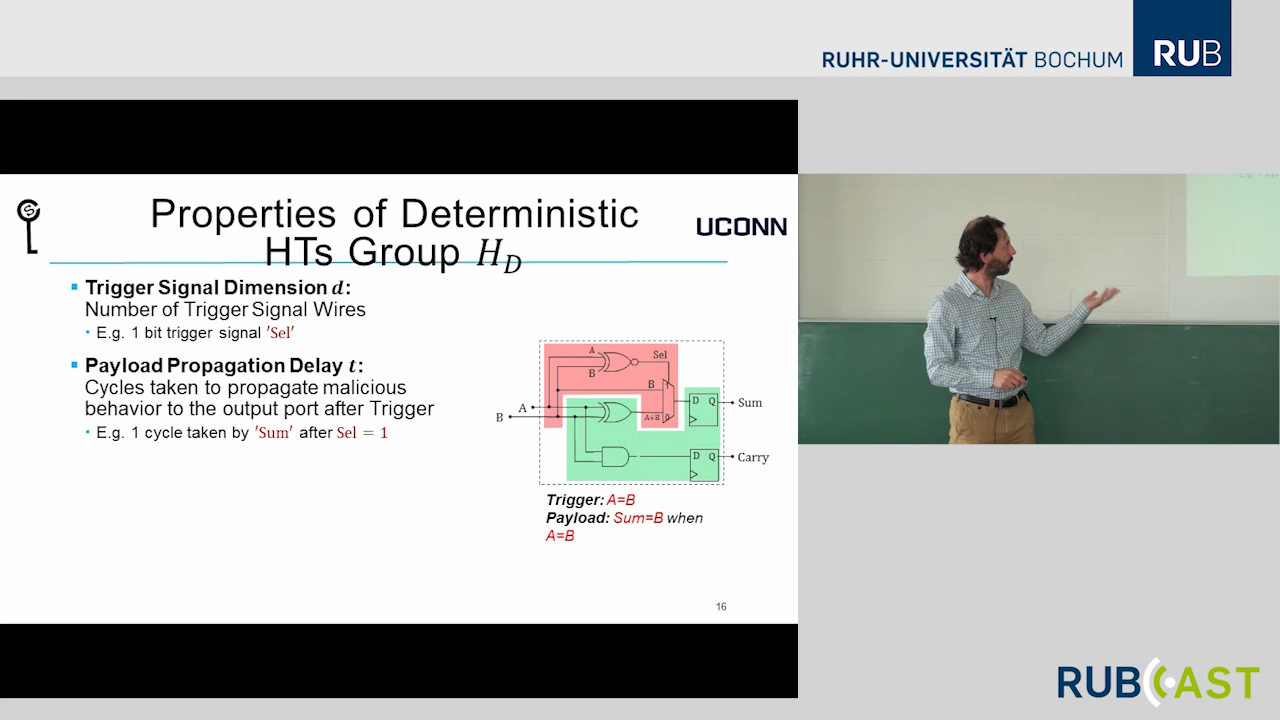 RUHR-UNIVERSITÄT BOCHUM RUB
Properties of Deterministic
HTs Group H_D
UCONN
Trigger Signal Dimension d:
Number of Trigger Signal Wires
E.g. 1 bit trigger signal 'Sel'
Payload Propagation Delay t:
Cycles taken to propagate malicious
behavior to the output port after Trigger
E.g. 1 cycle taken by 'Sum' after Sel = 1
A
Sel
B
B
1
A
B
A+B
0
D Q
Sum
D Q
Carry
Trigger: A=B
Payload: Sum=B when
A=B
16
RUBCAST